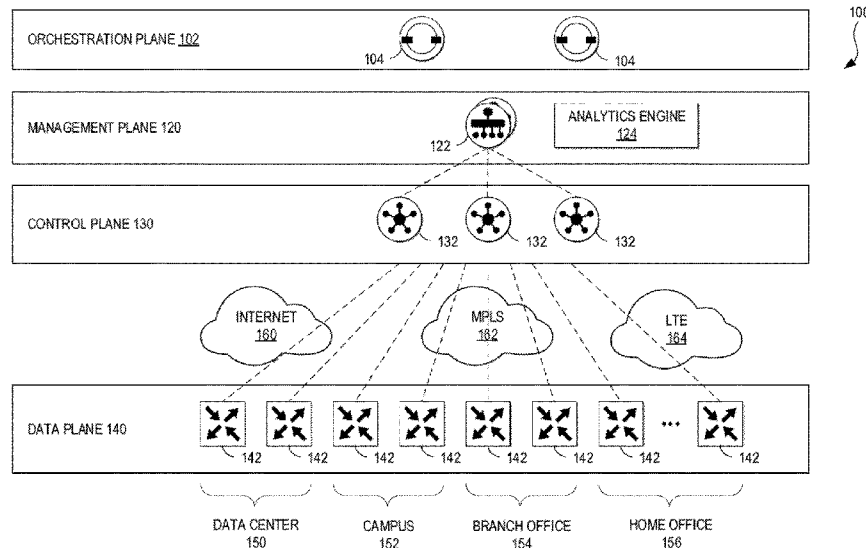 100
ORCHESTRATION PLANE 102
104
104
MANAGEMENT PLANE 120
122
ANALYTICS ENGINE
124
CONTROL PLANE 130
132
132
132
INTERNET
160
MPLS
162
LTE
164
DATA PLANE 140
142
142
142
142
142
142
142
142
DATA CENTER
150
CAMPUS
152
BRANCH OFFICE
154
HOME OFFICE
156